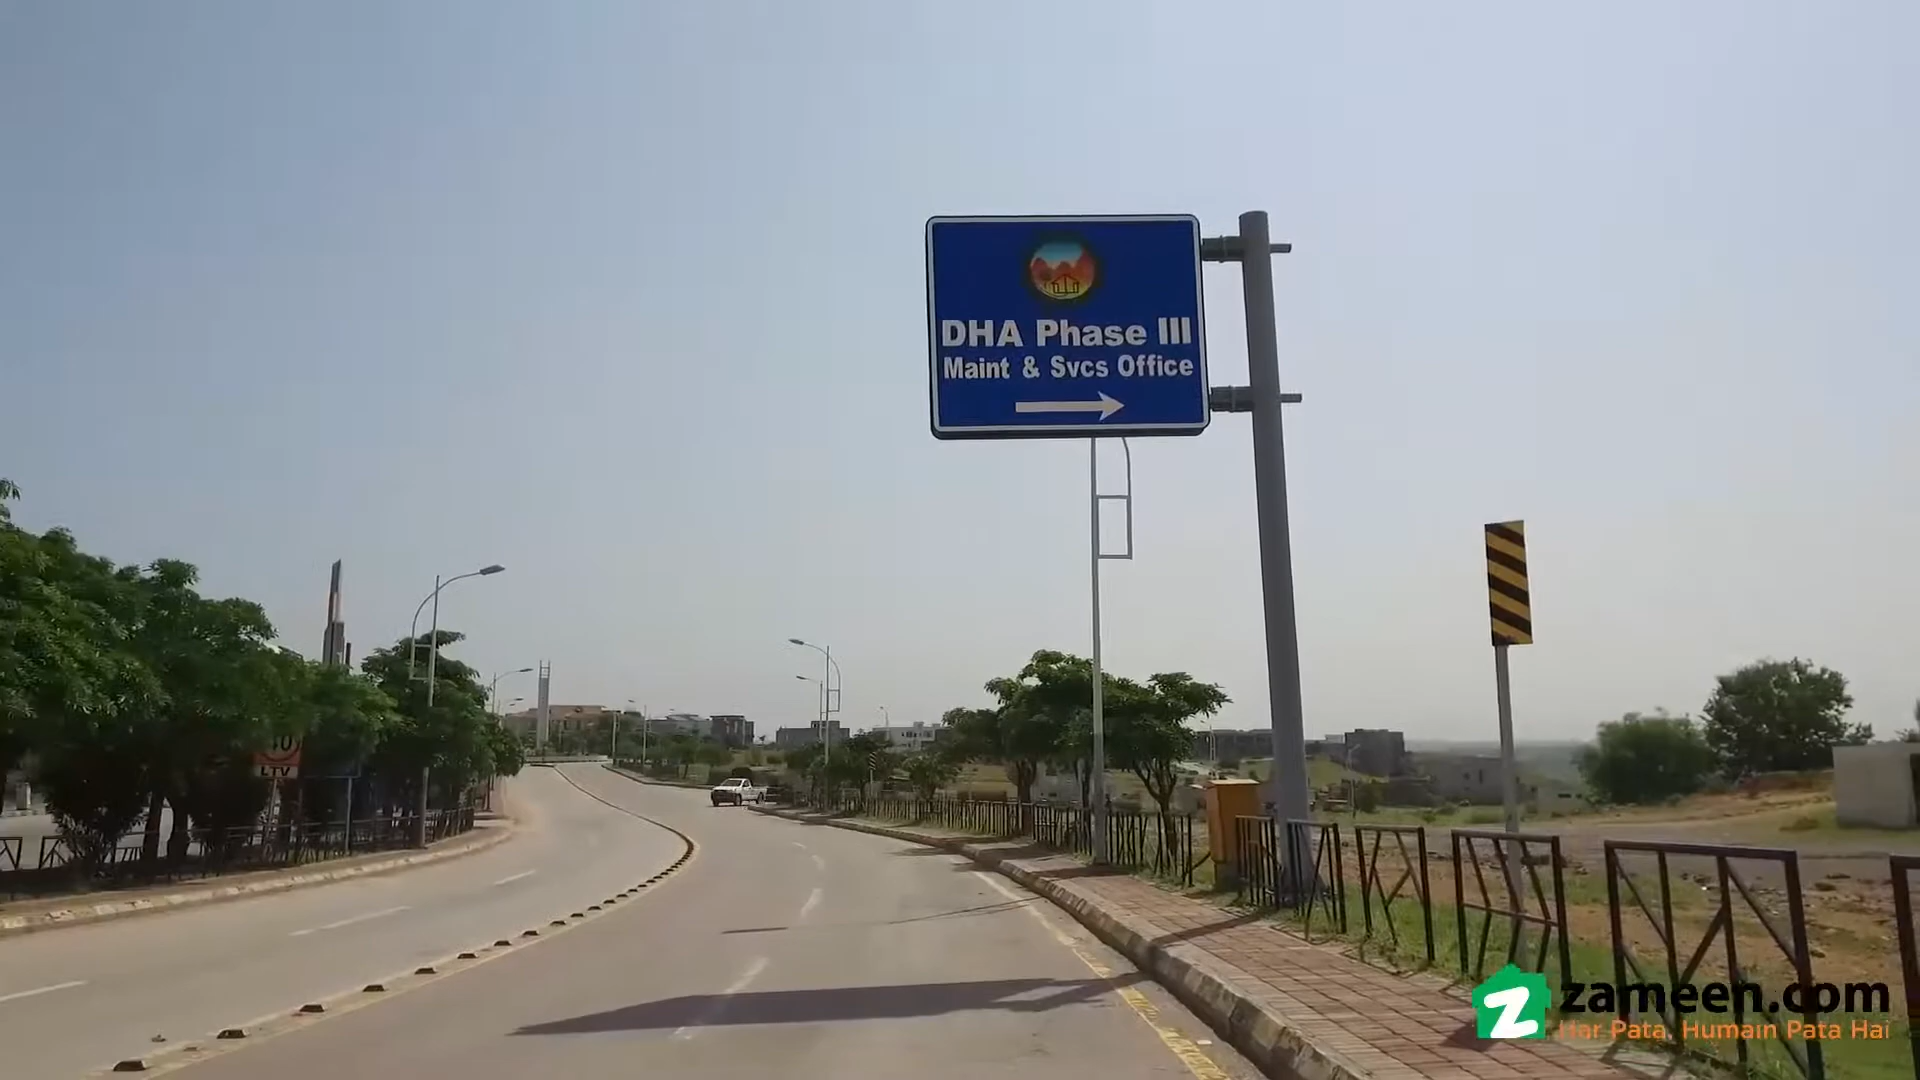 DHA Phase III
Maint & Svcs Office
LTV
zameen.com
Har Pata, Humain Pata Hai